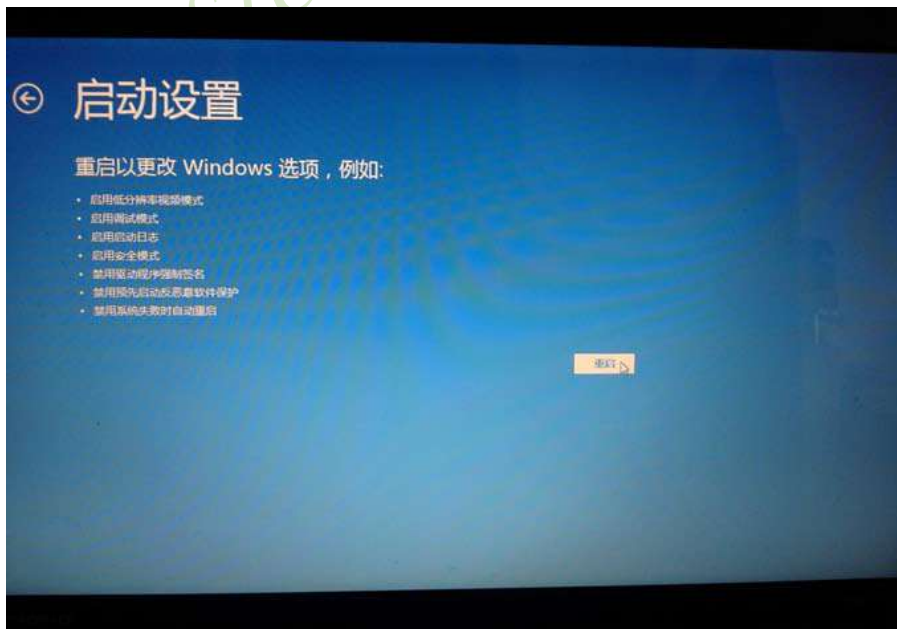 启动设置
重启以更改 Windows 选项，例如:
• 启用低分辨率视频模式
• 启用调试模式
• 启用启动日志
• 启用安全模式
• 禁用驱动程序强制签名
• 禁用预先启动反恶意软件保护
• 禁用系统失败时自动重启
重启